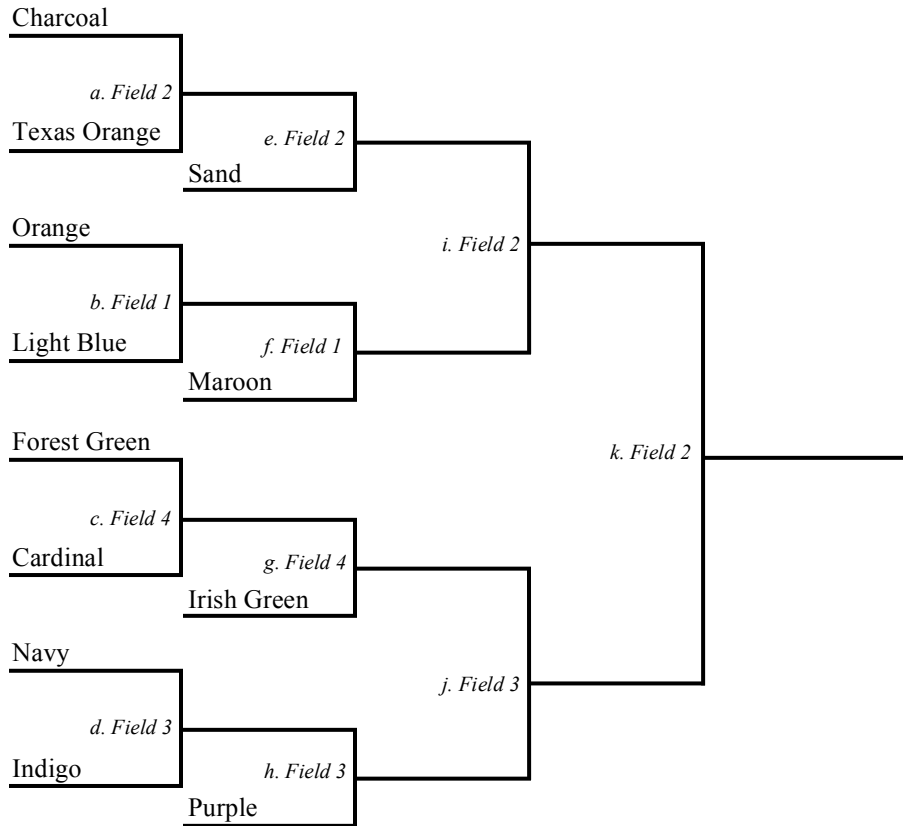 Charcoal
a. Field 2
Texas Orange
e. Field 2
Sand
Orange
i. Field 2
b. Field 1
Light Blue
f. Field 1
Maroon
Forest Green
k. Field 2
c. Field 4
Cardinal
g. Field 4
Irish Green
Navy
j. Field 3
d. Field 3
Indigo
h. Field 3
Purple